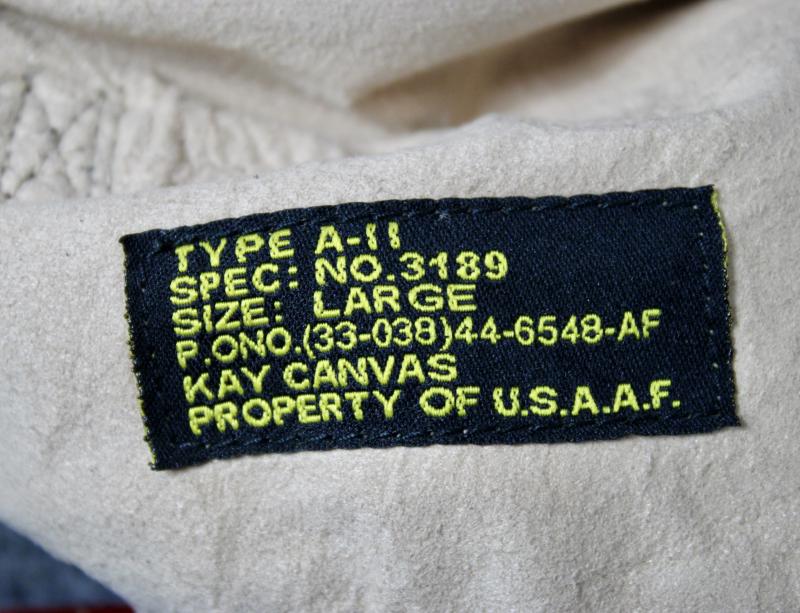 TYPE A-11
SPEC: NO.3189
SIZE: LARGE
P.ONO.(33-038)44-6548-AF
KAY CANVAS
PROPERTY OF U.S.A.A.F.